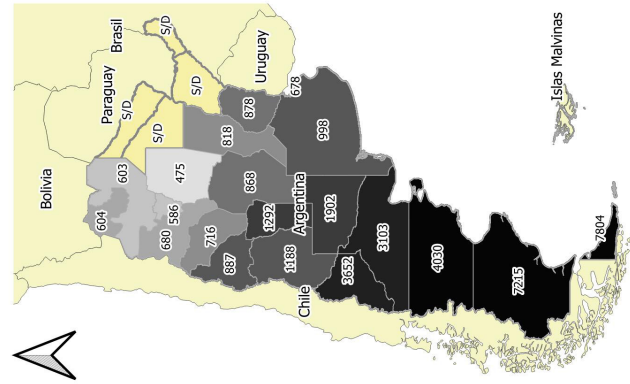 Brasil
S/D
Paraguay
S/D
S/D
S/D
Uruguay
Bolivia
603
604
475
586
680
716
818
878
678
868
998
887
1292
Argentina
1188
1902
Chile
3652
3103
4030
7215
7804
Islas Malvinas